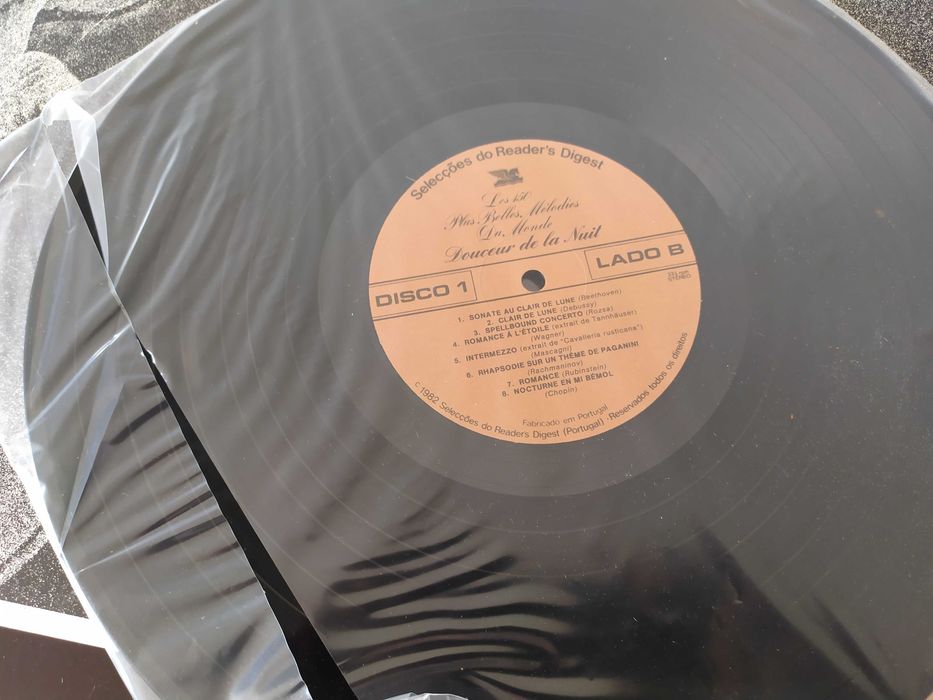 Selecções do Reader's Digest
Les 150
Plus Belles Mélodies
Du Monde
Douceur de la Nuit
DISCO 1
LADO B
STEREO
1. SONATE AU CLAIR DE LUNE (Beethoven)
2. CLAIR DE LUNE (Debussy)
3. SPELLBOUND CONCERTO (Rozsa)
4. ROMANCE À L'ÉTOILE (extrait de Tannhäuser)
(Wagner)
5. INTERMEZZO (extrait de "Cavalleria rusticana")
(Mascagni)
6. RHAPSODIE SUR UN THÈME DE PAGANINI
(Rachmaninov)
7. ROMANCE (Rubinstein)
8. NOCTURNE EN MI BÉMOL
(Chopin)
Fabricado em Portugal
c 1982 Selecções do Reader's Digest (Portugal) - Reservados todos os direitos